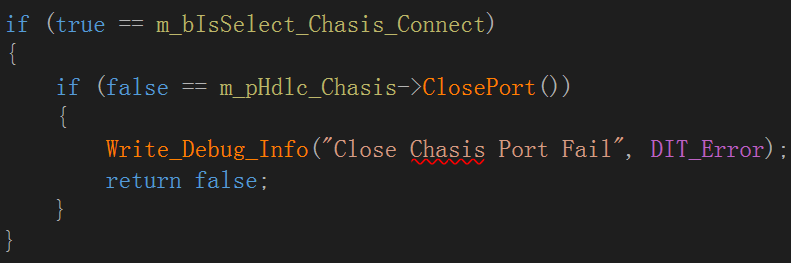 if (true == m_bIsSelect_Chasis_Connect)
{
    if (false == m_pHdlc_Chasis->ClosePort())
    {
        Write_Debug_Info("Close Chasis Port Fail", DIT_Error);
        return false;
    }
}